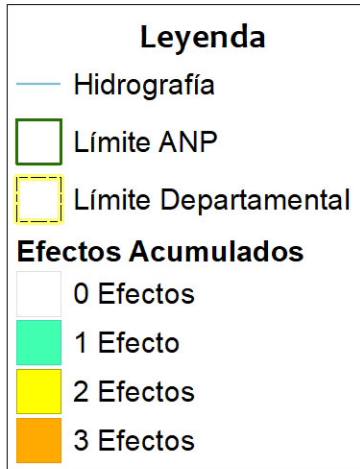 Leyenda
Hidrografía
Límite ANP
Límite Departamental
Efectos Acumulados
0 Efectos
1 Efecto
2 Efectos
3 Efectos